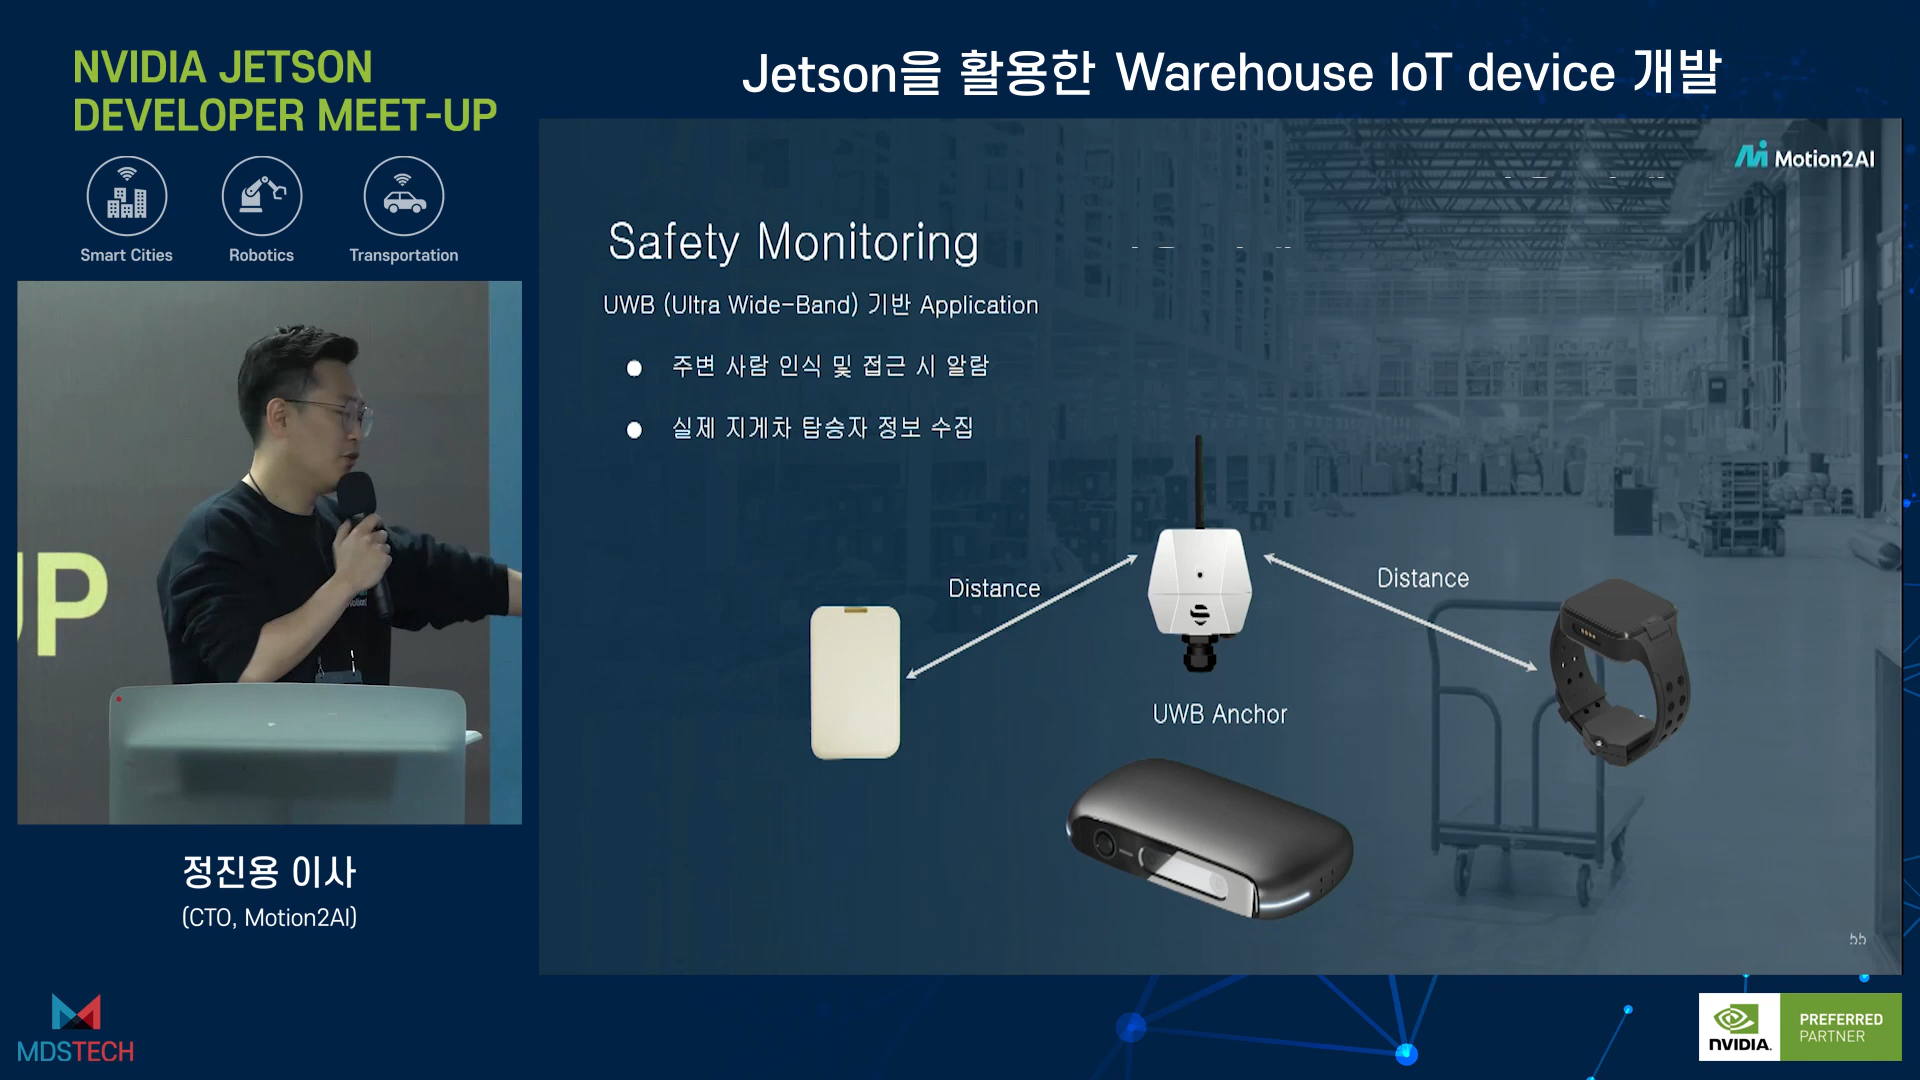 NVIDIA JETSON
DEVELOPER MEET-UP
Smart Cities
Robotics
Transportation
UP
정진용 이사
(CTO, Motion2AI)
MDSTECH
Jetson을 활용한 Warehouse IoT device 개발
Motion2AI
Safety Monitoring
UWB (Ultra Wide-Band) 기반 Application
주변 사람 인식 및 접근 시 알람
실제 지게차 탑승자 정보 수집
Distance
Distance
UWB Anchor
55
NVIDIA.
PREFERRED
PARTNER